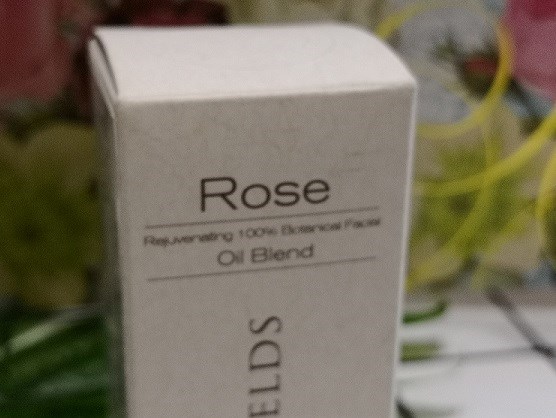 Rose
Rejuvenating 100% Botanical Facial
Oil Blend
ELDS